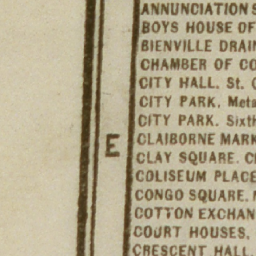 ANNUNCIATION S
BOYS HOUSE OF
BIENVILLE DRAI
CHAMBER OF CO
CITY HALL. St. C
CITY PARK. Meta
CITY PARK. Sixth
E CLAIBORNE MARK
CLAY SQUARE. C
COLISEUM PLACE
CONGO SQUARE.
COTTON EXCHAN
COURT HOUSES.
CRESCENT HALL.